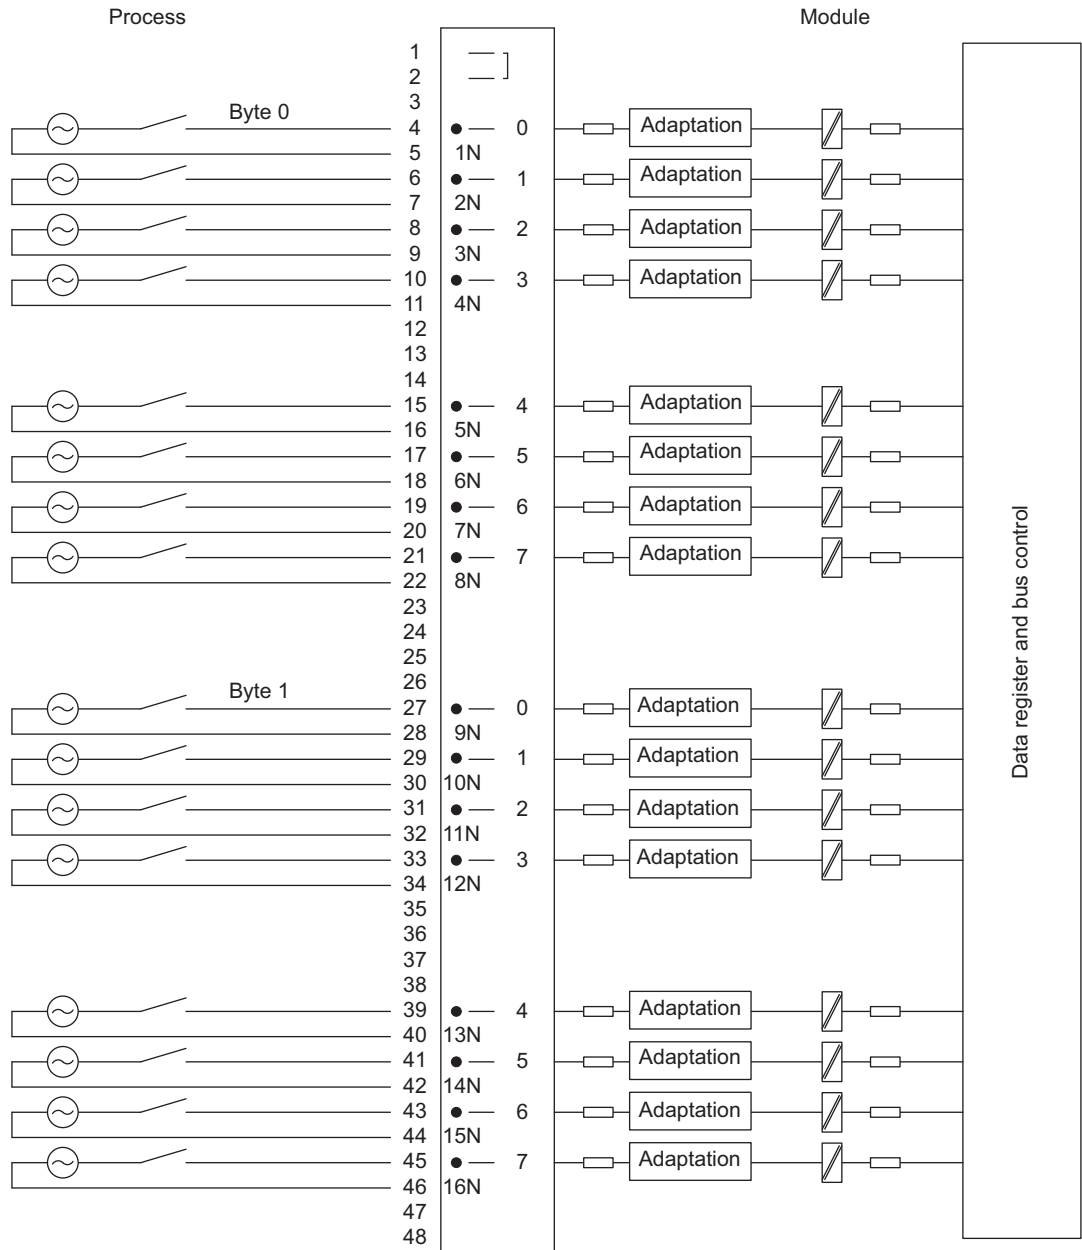 Process Module
1
2
3
Byte 0 4 0 Adaptation
5 1N
6 1 Adaptation
7 2N
8 2 Adaptation
9 3N
10 3 Adaptation
11 4N
12
13
14
15 4 Adaptation
16 5N
17 5 Adaptation
18 6N
19 6 Adaptation
20 7N
21 7 Adaptation
22 8N
23
24
25
26
Byte 1 27 0 Adaptation
28 9N
29 1 Adaptation
30 10N
31 2 Adaptation
32 11N
33 3 Adaptation
34 12N
35
36
37
38
39 4 Adaptation
40 13N
41 5 Adaptation
42 14N
43 6 Adaptation
44 15N
45 7 Adaptation
46 16N
47
48
Data register and bus control